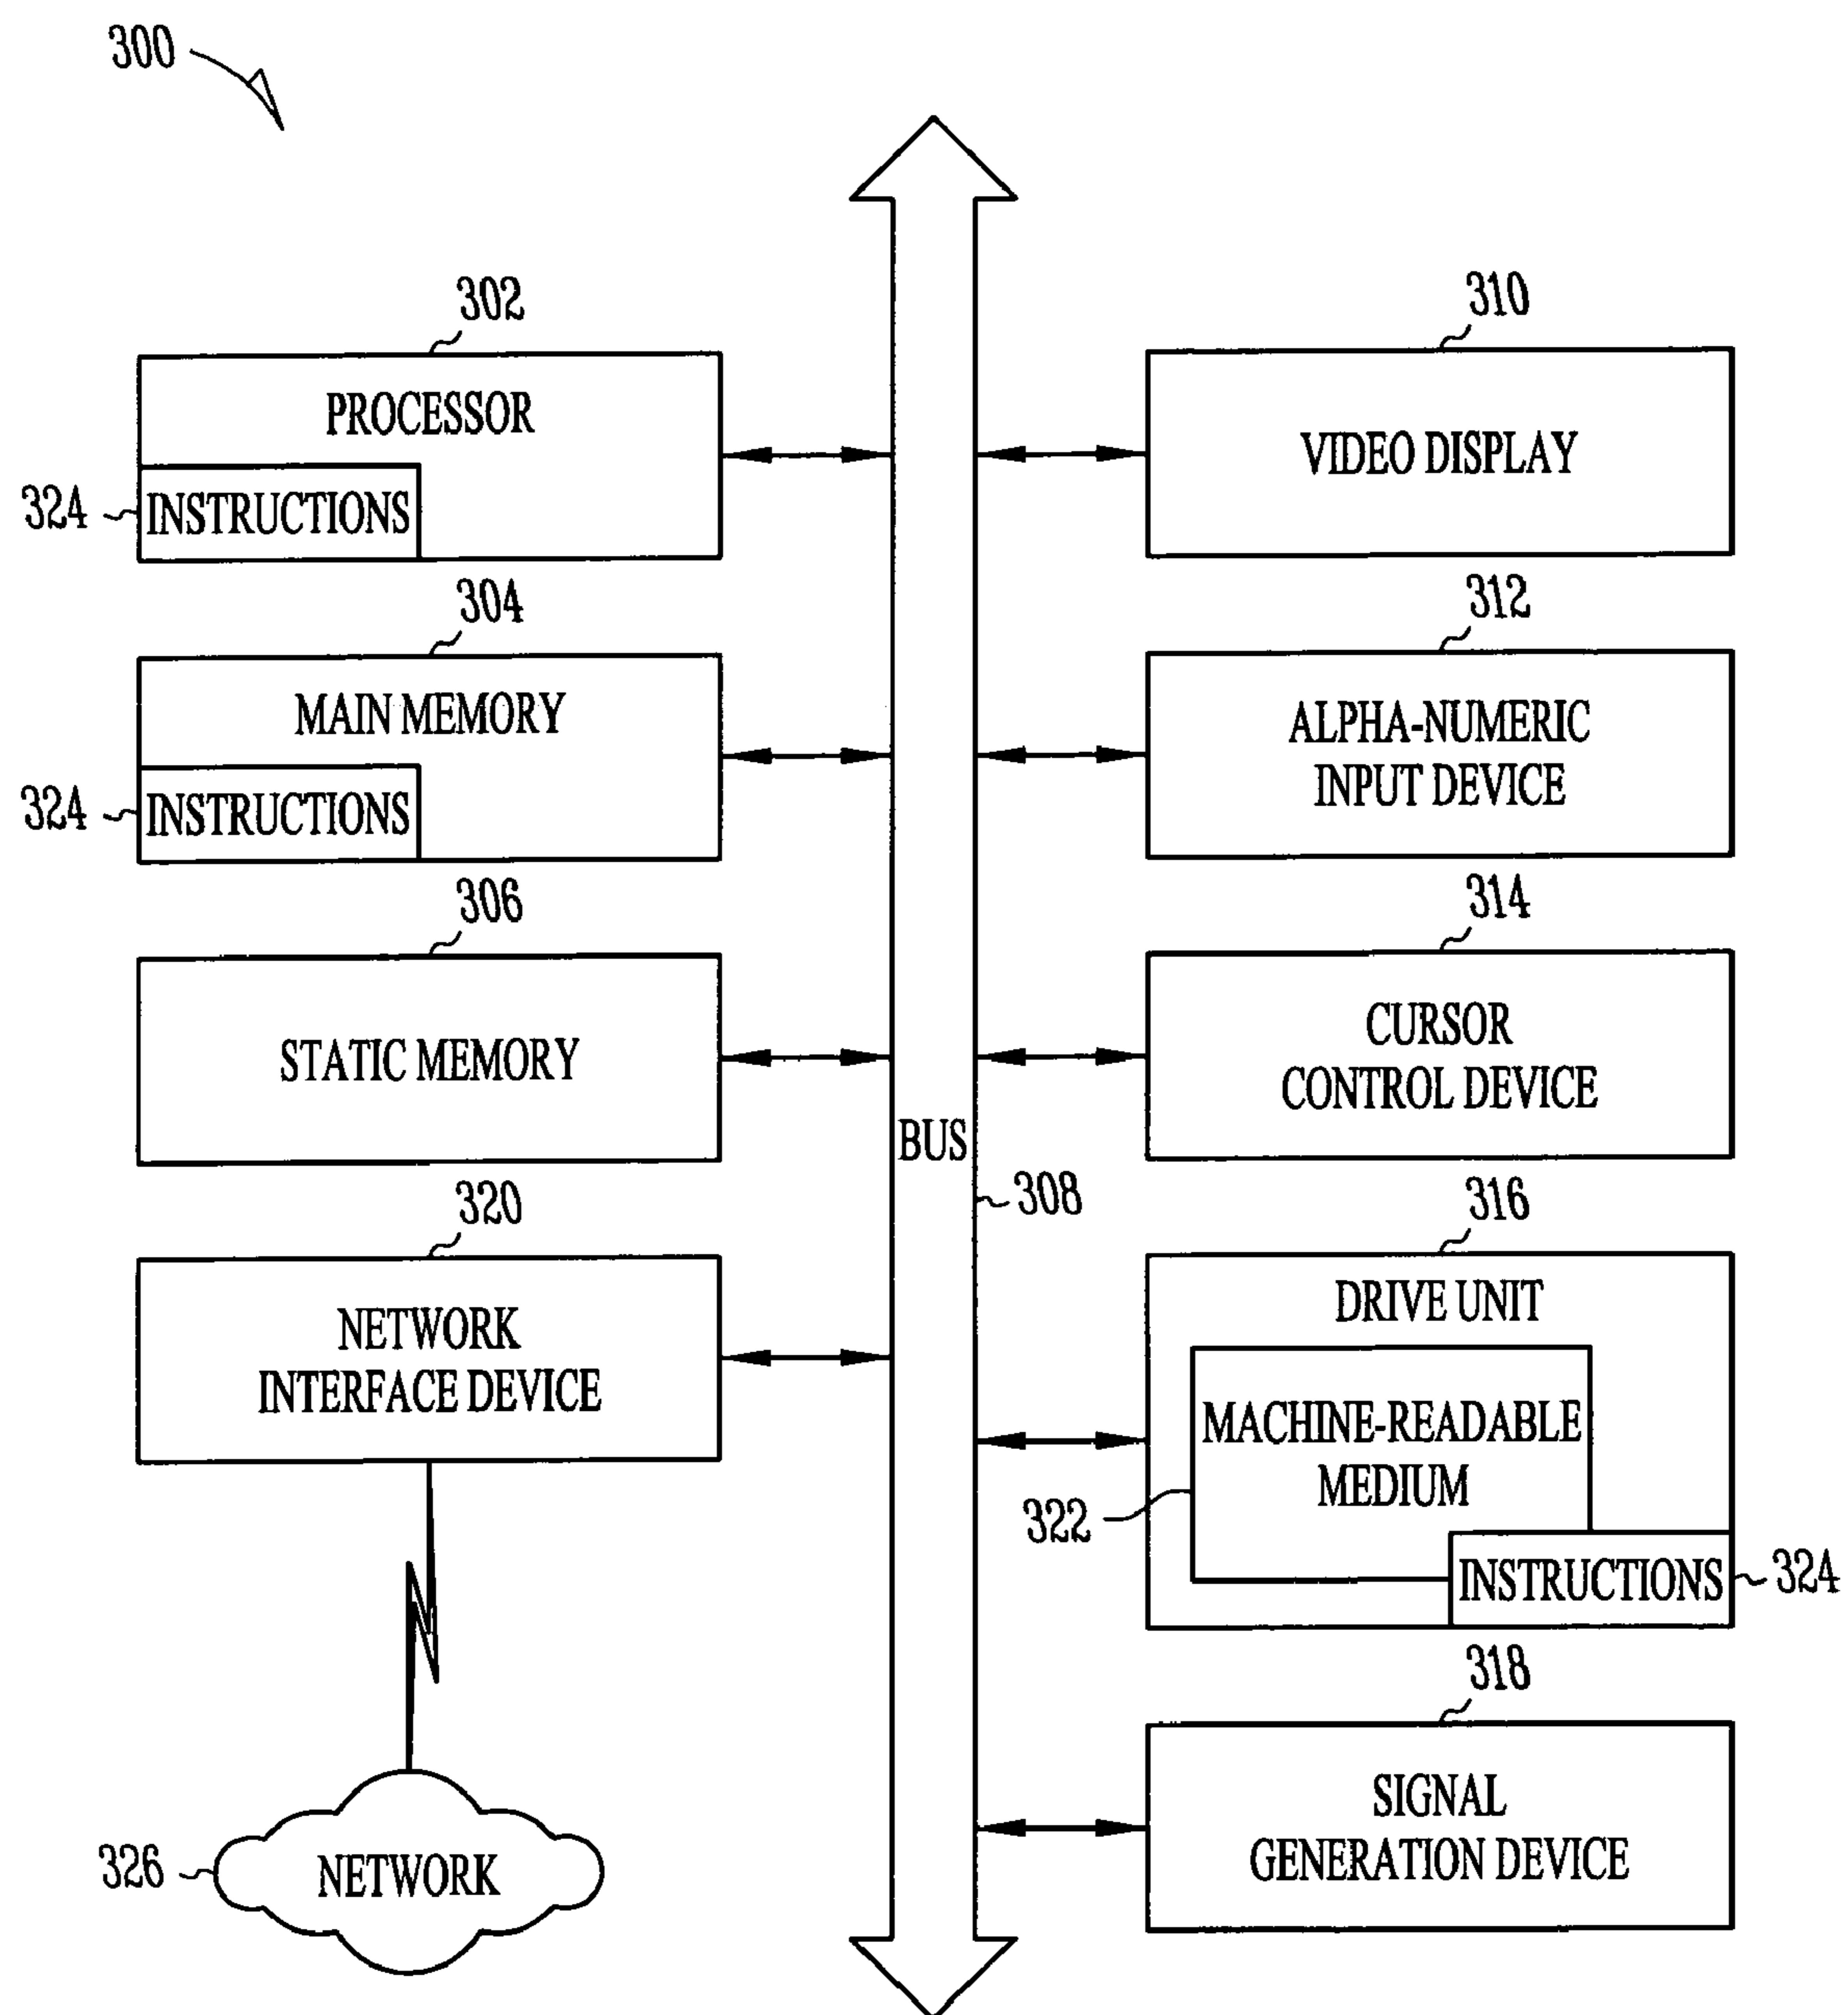 300
302
PROCESSOR
324
INSTRUCTIONS
304
MAIN MEMORY
324
INSTRUCTIONS
306
STATIC MEMORY
320
NETWORK
INTERFACE DEVICE
326
NETWORK
BUS
308
310
VIDEO DISPLAY
312
ALPHA-NUMERIC
INPUT DEVICE
314
CURSOR
CONTROL DEVICE
316
DRIVE UNIT
MACHINE-READABLE
MEDIUM
322
INSTRUCTIONS
324
318
SIGNAL
GENERATION DEVICE